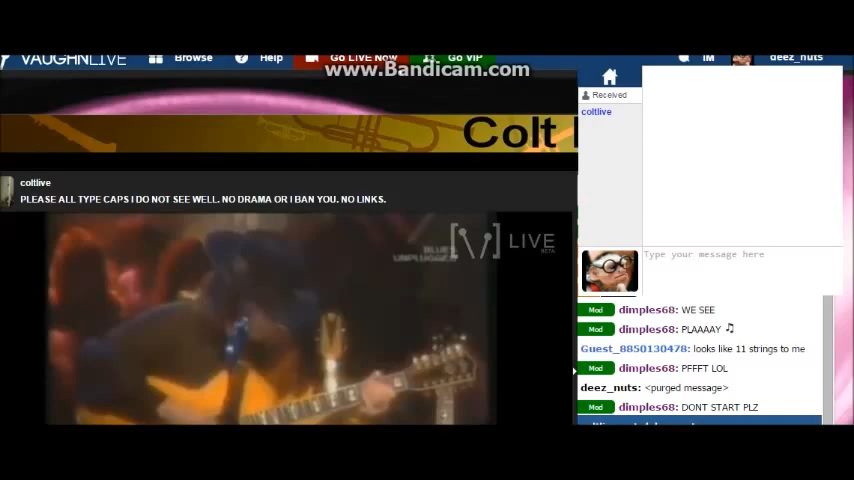 VAUGHNLIVE Browse Help Go LIVE Now Go VIP IM deez_nuts
www.Bandicam.com
Received
coltlive
Colt
coltlive
PLEASE ALL TYPE CAPS I DO NOT SEE WELL. NO DRAMA OR I BAN YOU. NO LINKS.
LIVE
BETA
BLUES
UNPLUGGED
Type your message here
Mod dimples68: WE SEE
Mod dimples68: PLAAAAY ♫
Guest_8850130478: looks like 11 strings to me
Mod dimples68: PFFFT LOL
deez_nuts: <purged message>
Mod dimples68: DONT START PLZ